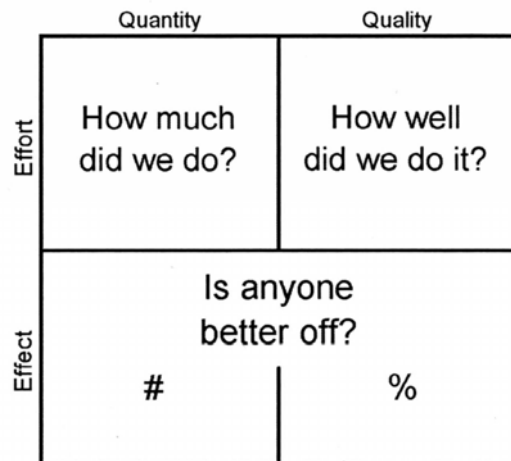 Quantity
Quality
Effort
How much
did we do?
How well
did we do it?
Effect
Is anyone
better off?
#
%